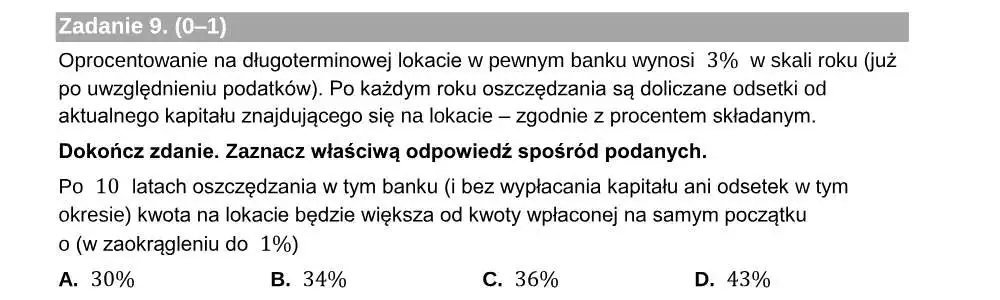 Zadanie 9. (0–1)
Oprocentowanie na długoterminowej lokacie w pewnym banku wynosi 3% w skali roku (już
po uwzględnieniu podatków). Po każdym roku oszczędzania są doliczane odsetki od
aktualnego kapitału znajdującego się na lokacie – zgodnie z procentem składanym.
Dokończ zdanie. Zaznacz właściwą odpowiedź spośród podanych.
Po 10 latach oszczędzania w tym banku (i bez wypłacania kapitału ani odsetek w tym
okresie) kwota na lokacie będzie większa od kwoty wpłaconej na samym początku
o (w zaokrągleniu do 1%)
A. 30% B. 34% C. 36% D. 43%